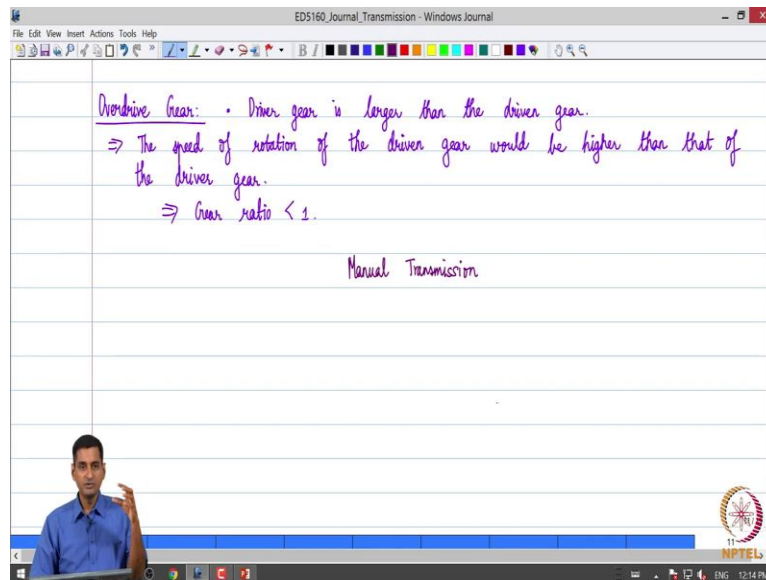 ED5160_Journal_Transmission - Windows Journal
File Edit View Insert Actions Tools Help
Overdrive Gear: • Driver gear is larger than the driven gear.
⇒ The speed of rotation of the driven gear would be higher than that of
the driver gear.
⇒ Gear ratio < 1.
Manual Transmission
11
NPTEL
ENG 12:14 PM